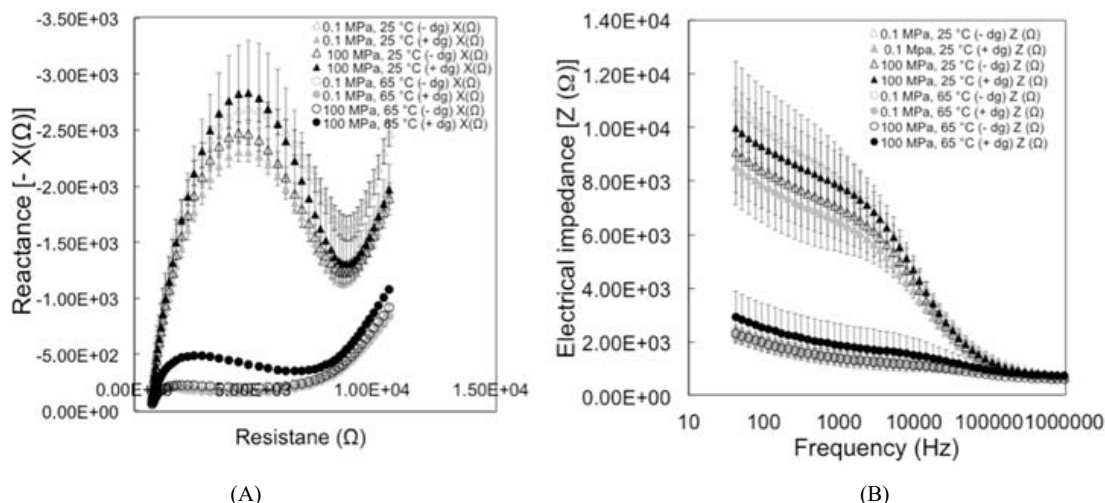 -3.50E+03
-3.00E+03
-2.50E+03
-2.00E+03
-1.50E+03
-1.00E+03
-5.00E+02
0.00E+00
Reactance [- X(Ω)]
0.1 MPa, 25 °C (- dg) X(Ω)
0.1 MPa, 25 °C (+ dg) X(Ω)
100 MPa, 25 °C (- dg) X(Ω)
100 MPa, 25 °C (+ dg) X(Ω)
0.1 MPa, 65 °C (- dg) X(Ω)
0.1 MPa, 65 °C (+ dg) X(Ω)
100 MPa, 65 °C (- dg) X(Ω)
100 MPa, 65 °C (+ dg) X(Ω)
0.00E+00 5.00E+03 1.00E+04 1.50E+04
Resistane (Ω)
(A)
1.40E+04
1.20E+04
1.00E+04
8.00E+03
6.00E+03
4.00E+03
2.00E+03
0.00E+00
Electrical impedance [Z (Ω)]
0.1 MPa, 25 °C (- dg) Z (Ω)
0.1 Mpa, 25 °C (+ dg) Z (Ω)
100 MPa, 25 °C (- dg) Z (Ω)
100 MPa, 25 °C (+ dg) Z (Ω)
0.1 MPa, 65 °C (- dg) Z (Ω)
0.1 MPa, 65 °C (+ dg) Z (Ω)
100 MPa, 65 °C (- dg) Z (Ω)
100 MPa, 65 °C (+ dg) Z (Ω)
10 100 1000 10000 100000 1000000
Frequency (Hz)
(B)